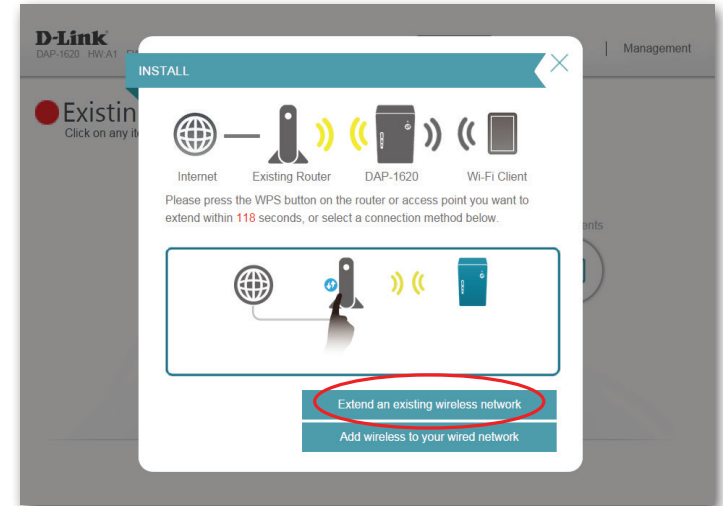 D-Link
DAP-1620 HW:A1
Management
INSTALL
Existin
Click on any
Internet
Existing Router
DAP-1620
Wi-Fi Client
Please press the WPS button on the router or access point you want to
extend within 118 seconds, or select a connection method below.
ents
Extend an existing wireless network
Add wireless to your wired network